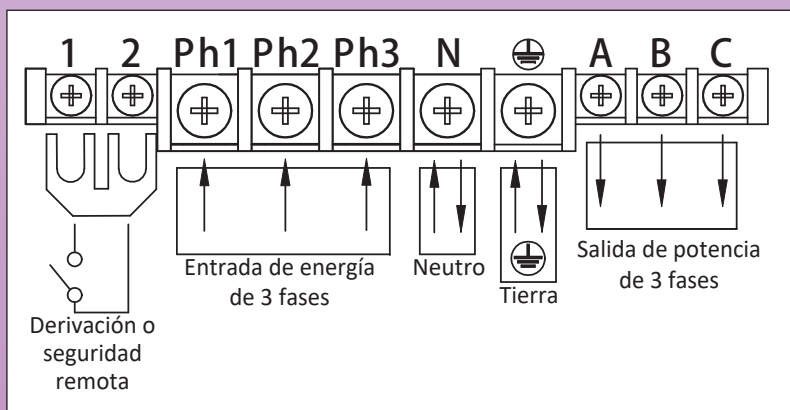 1 2 Ph1 Ph2 Ph3 N A B C
Entrada de energía
de 3 fases
Neutro
Tierra
Salida de potencia
de 3 fases
Derivación o
seguridad
remota